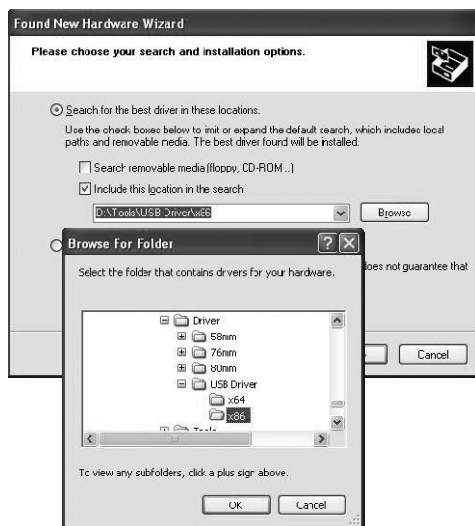 Found New Hardware Wizard
Please choose your search and installation options.
Search for the best driver in these locations.
Use the check boxes below to limit or expand the default search, which includes local
paths and removable media. The best driver found will be installed.
Search removable media (floppy, CD-ROM...)
Include this location in the search
D:\Tools\USB Driver\x86
Browse
does not guarantee that
Cancel
Browse For Folder
Select the folder that contains drivers for your hardware.
Driver
58mm
76mm
80mm
USB Driver
x64
x86
Tools
To view any subfolders, click a plus sign above.
OK
Cancel